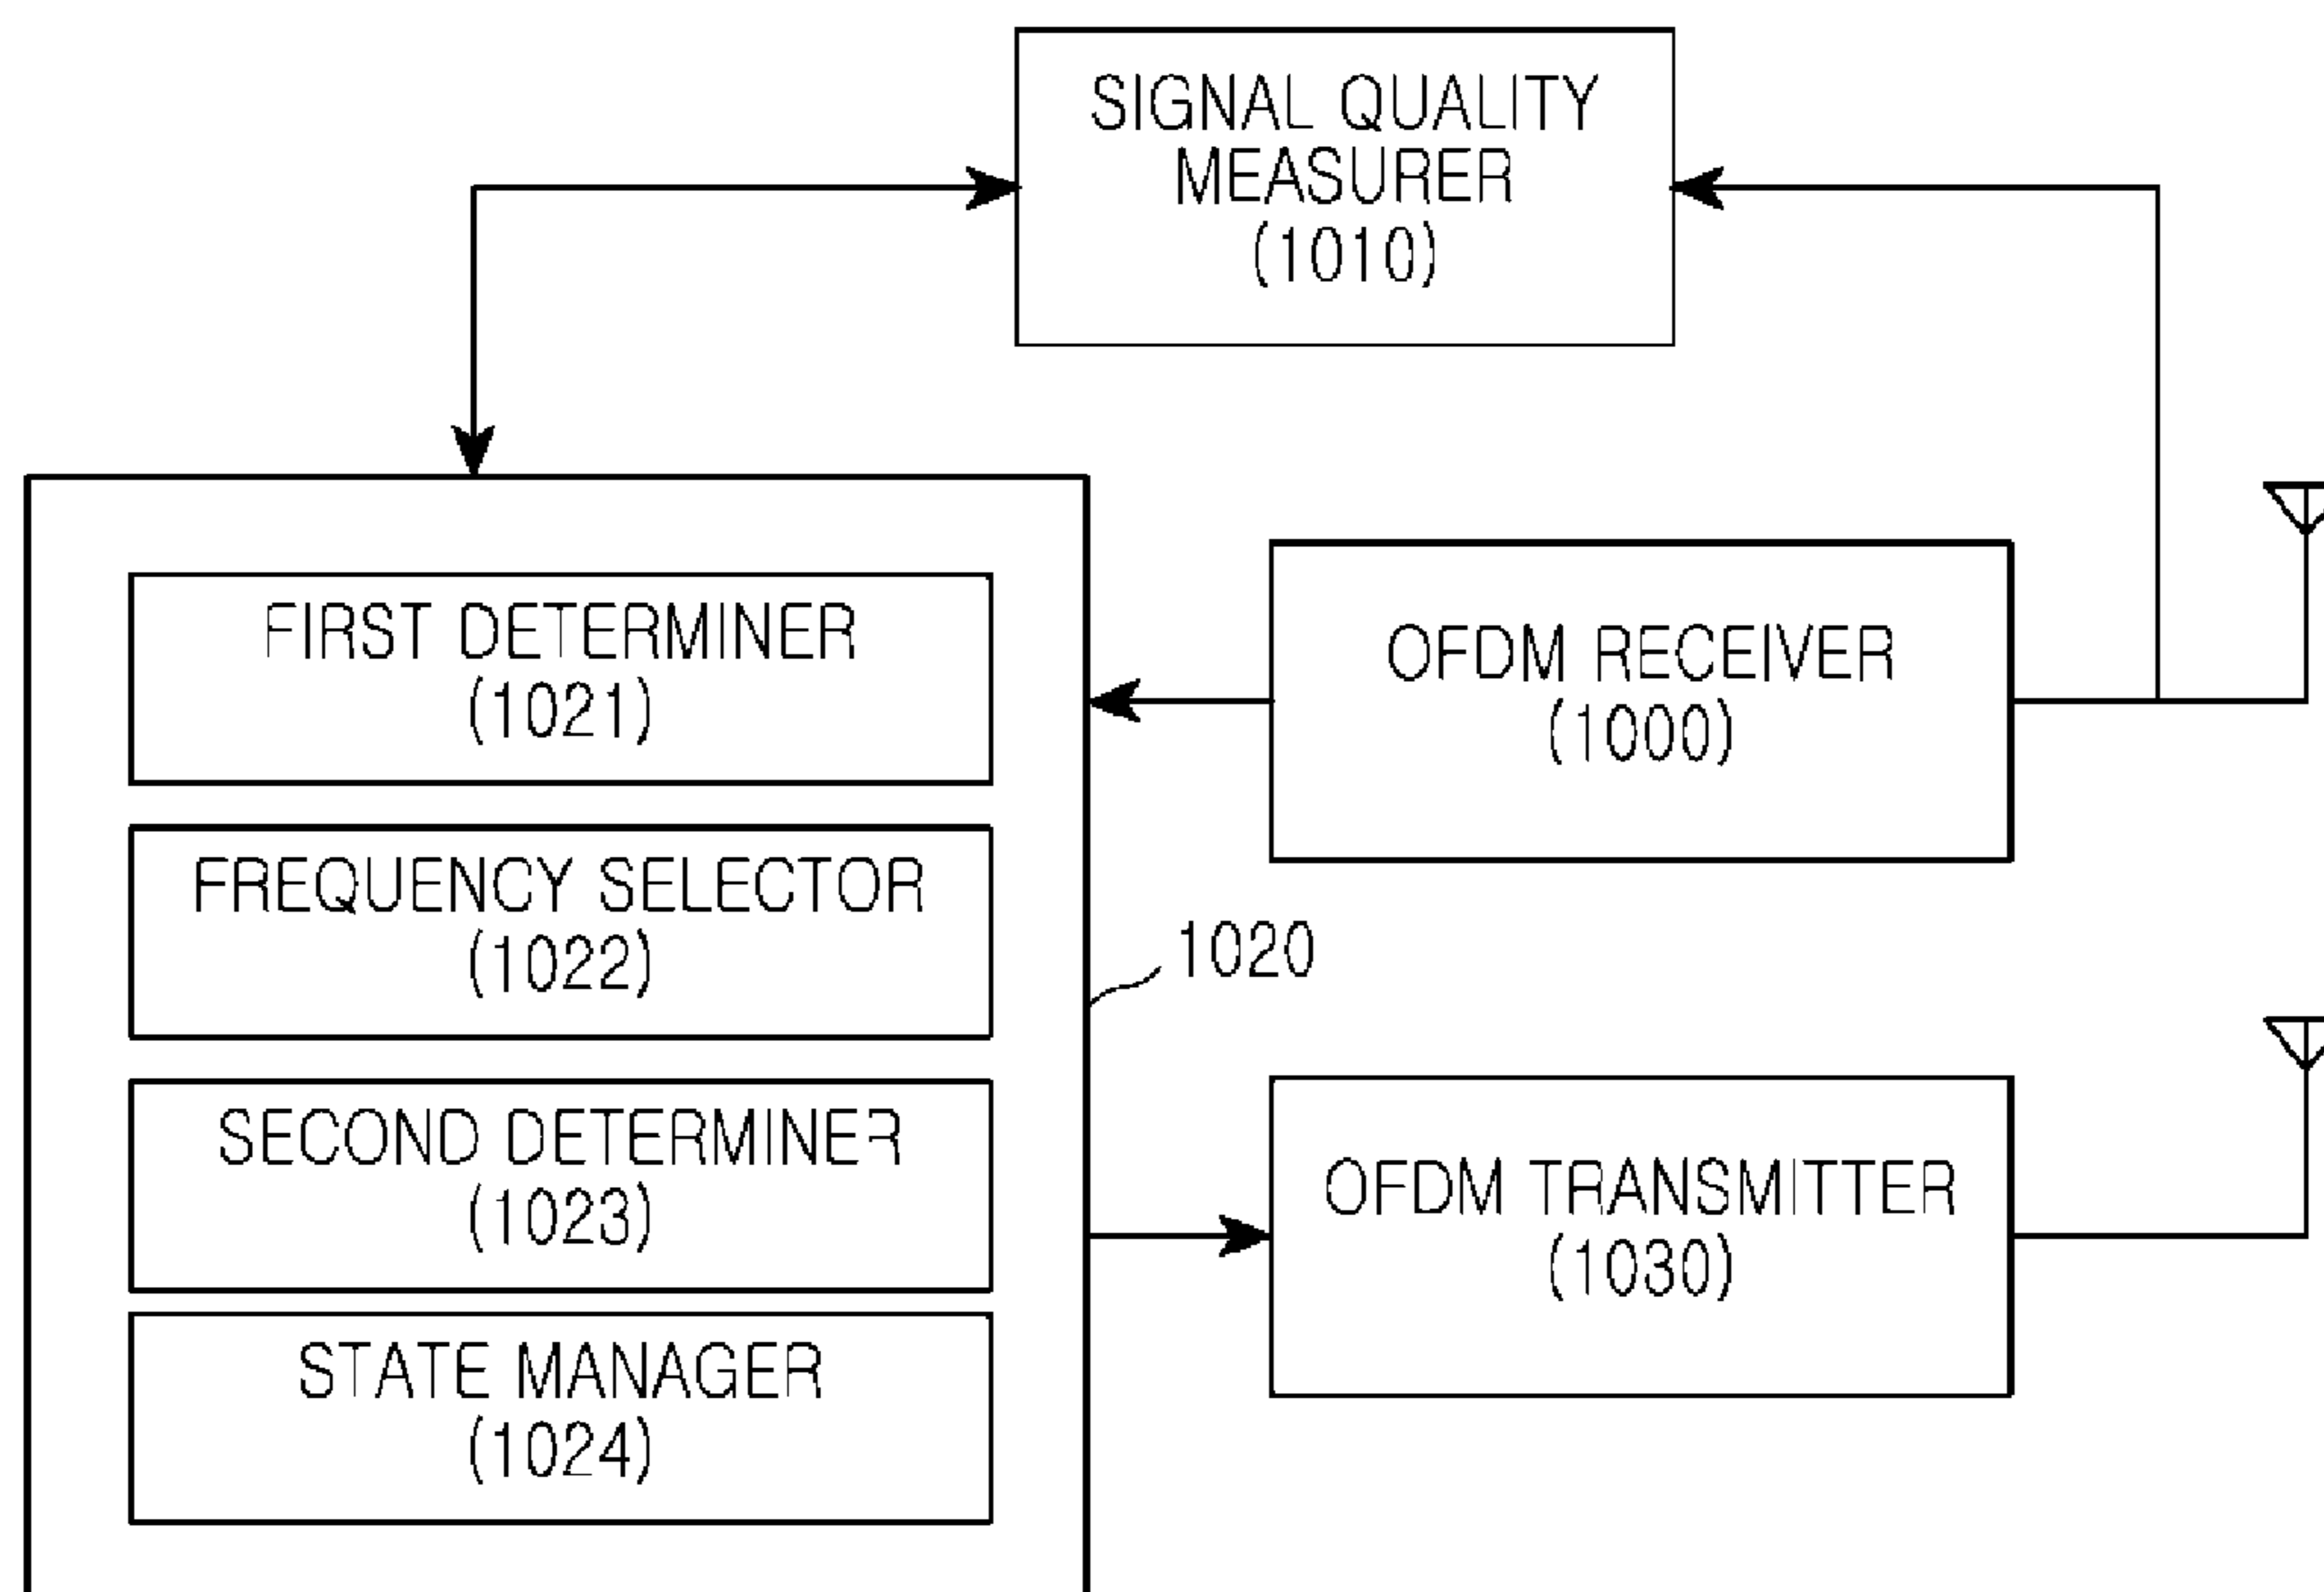 SIGNAL QUALITY
MEASURER
(1010)
FIRST DETERMINER
(1021)
OFDM RECEIVER
(1000)
FREQUENCY SELECTOR
(1022)
1020
SECOND DETERMINER
(1023)
OFDM TRANSMITTER
(1030)
STATE MANAGER
(1024)